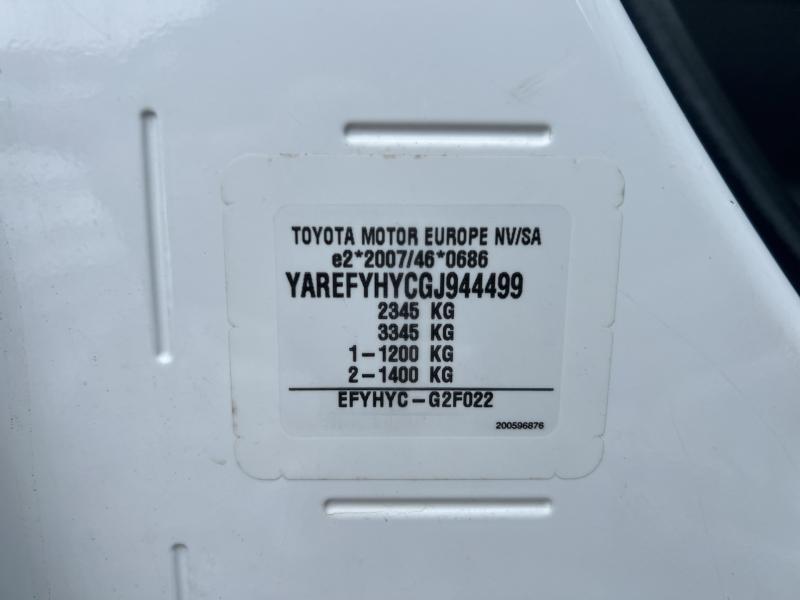 TOYOTA MOTOR EUROPE NV/SA
e2*2007/46*0686
YAREFYHYCGJ944499
2345 KG
3345 KG
1-1200 KG
2-1400 KG
EFYHYC-G2F022
200596876